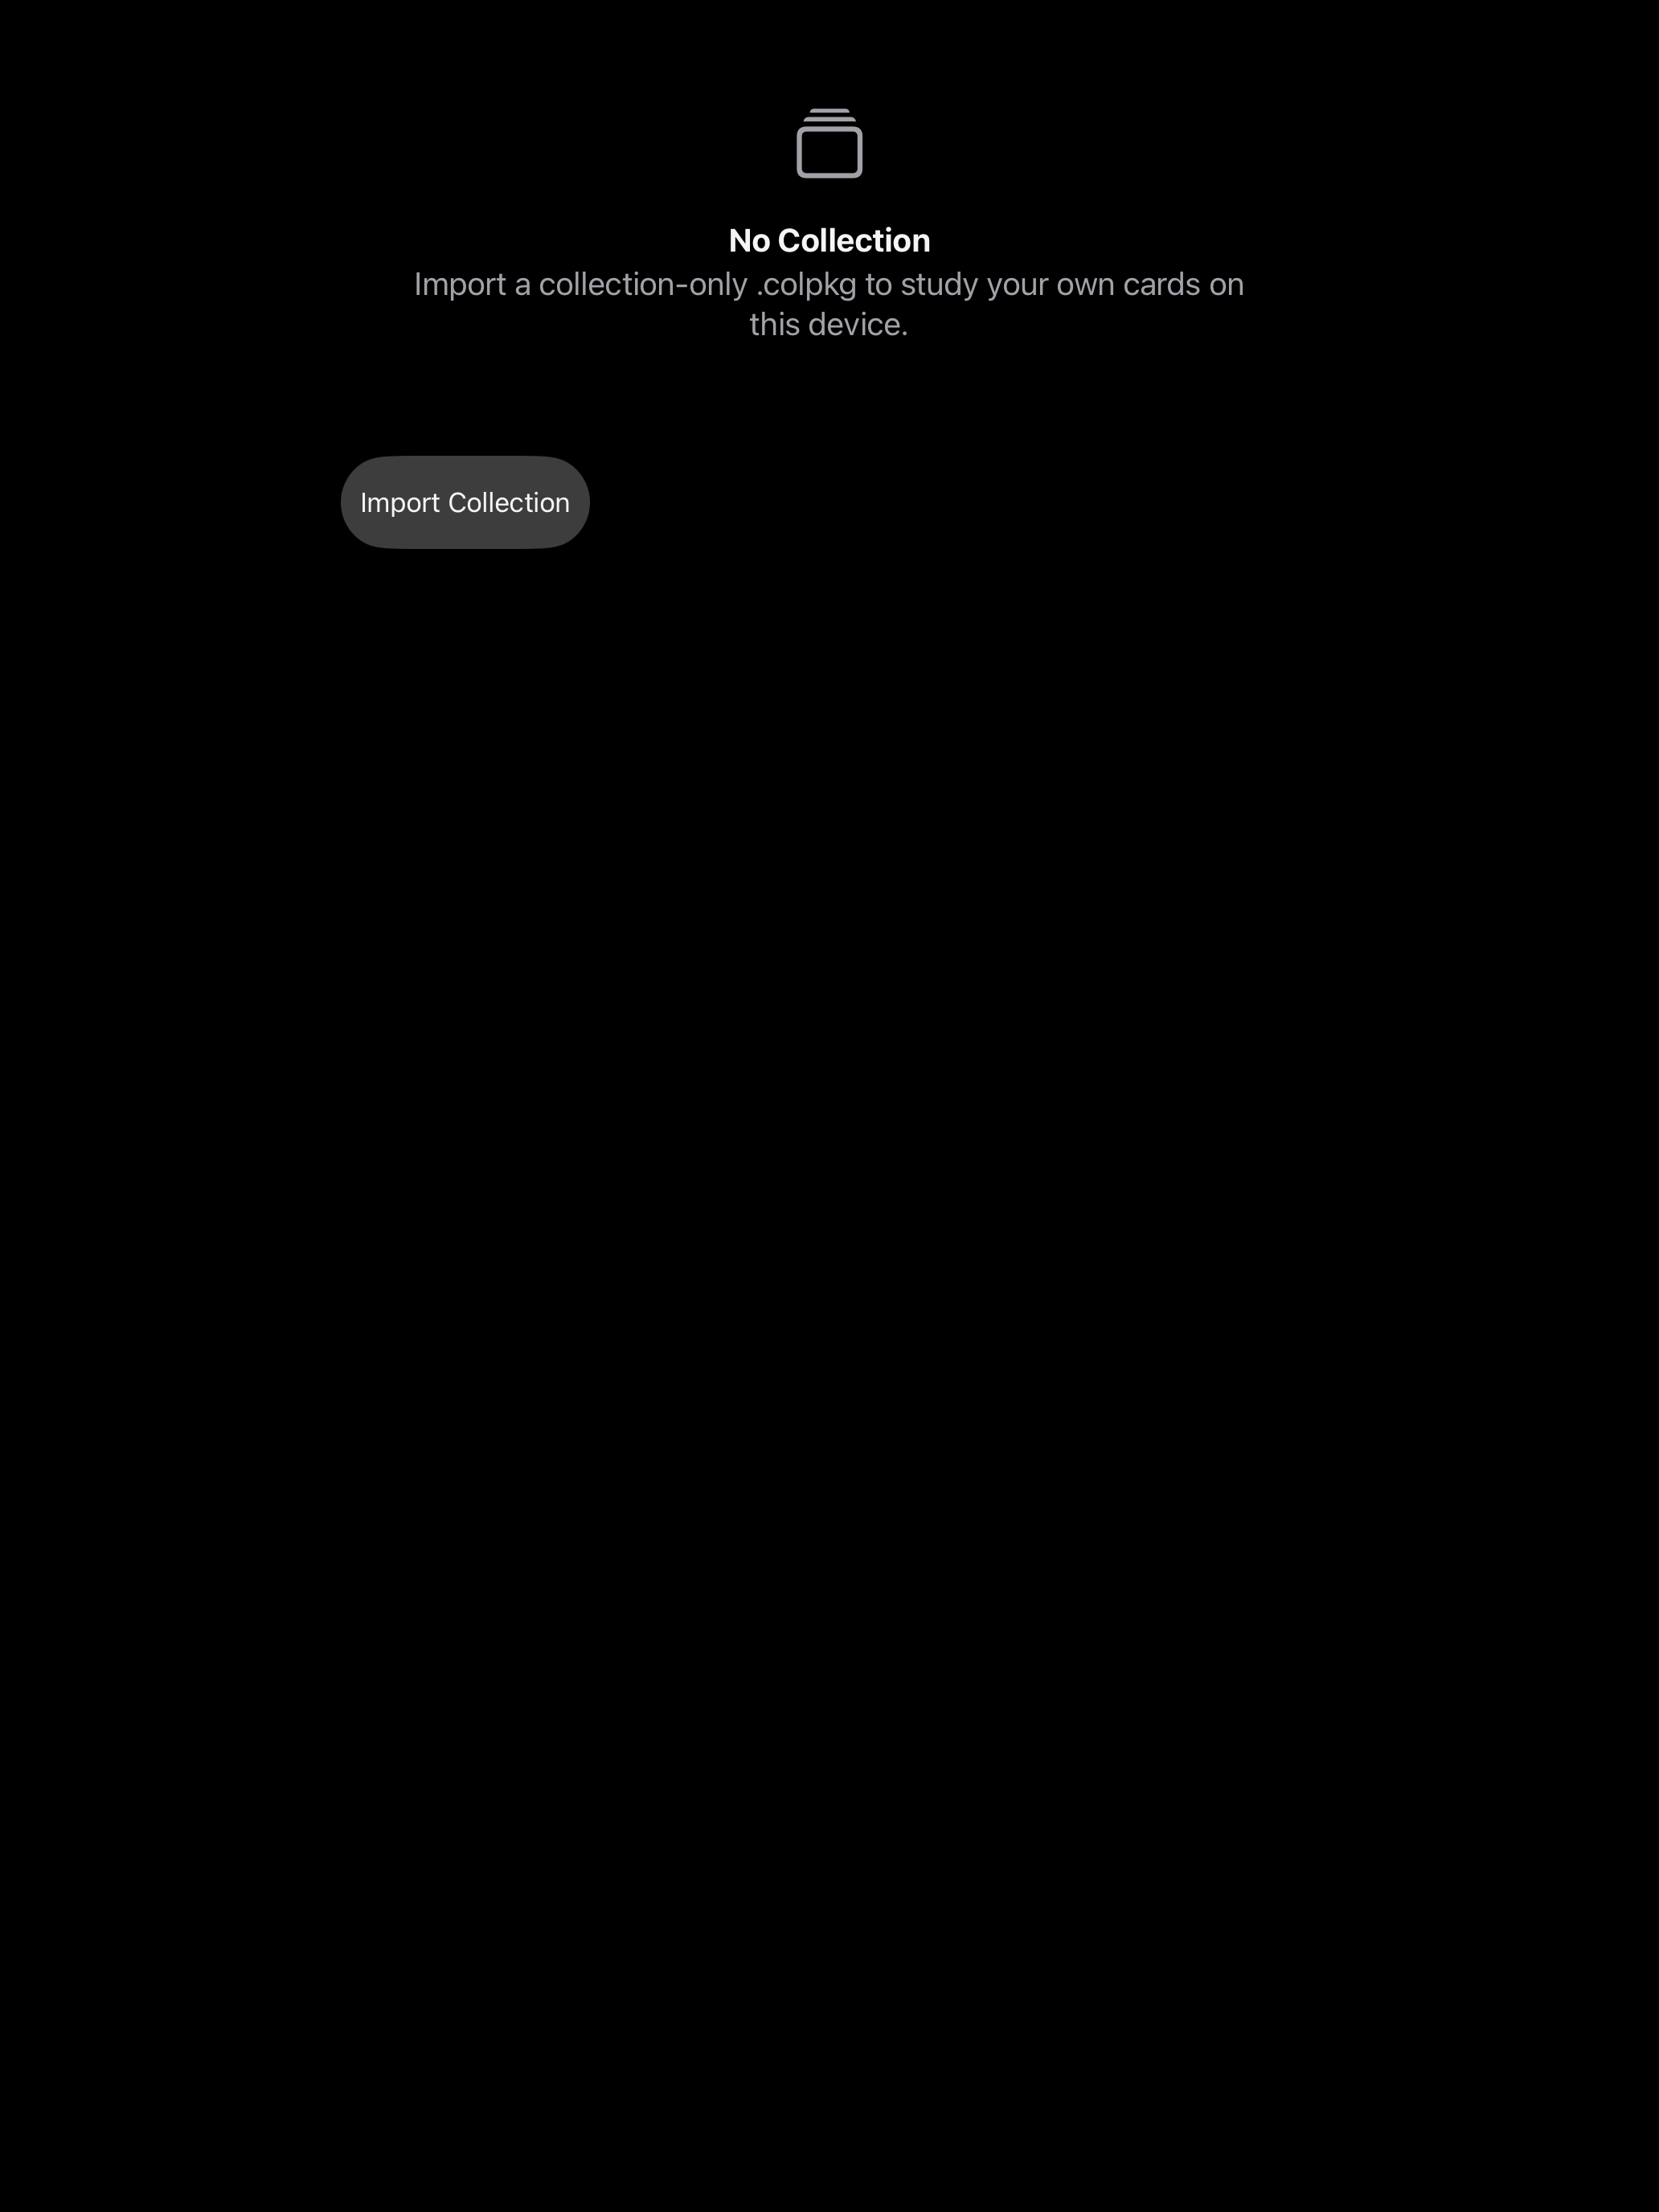 No Collection
Import a collection-only .colpkg to study your own cards on
this device.
Import Collection